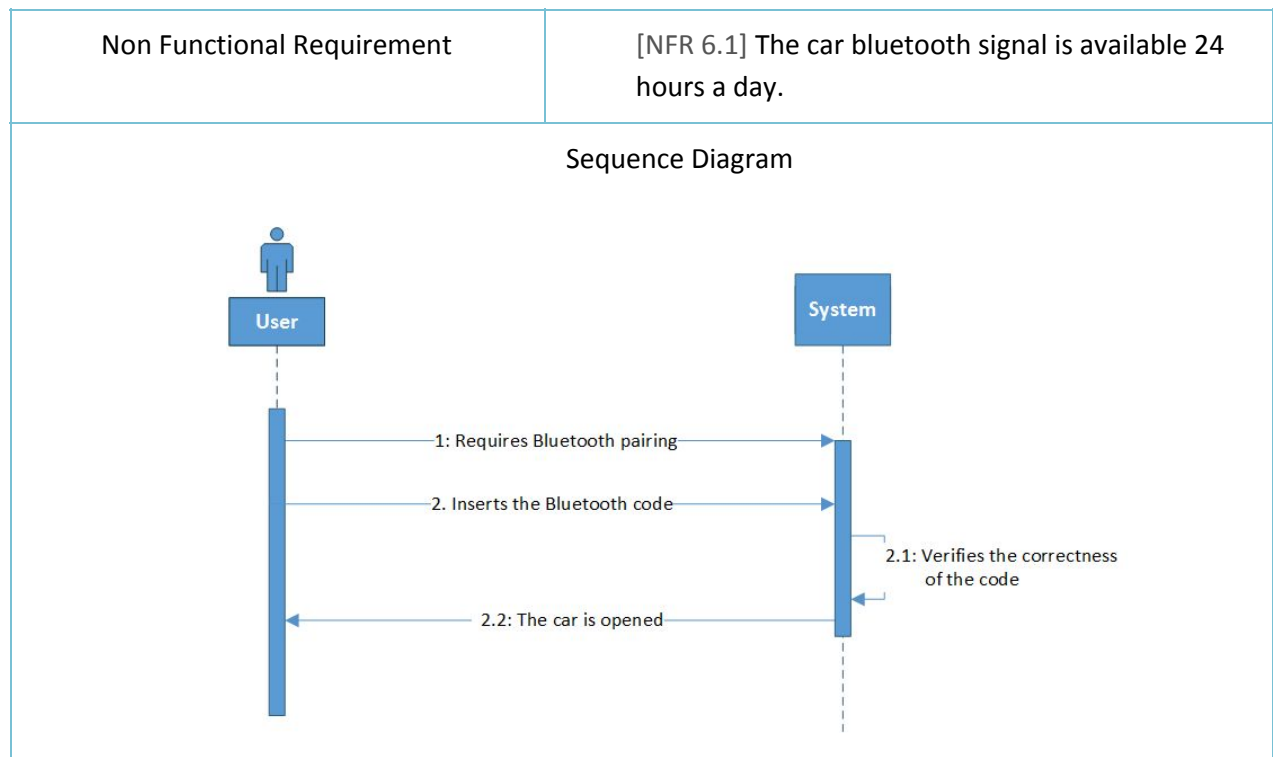 Non Functional Requirement
[NFR 6.1] The car bluetooth signal is available 24
hours a day.
Sequence Diagram
User
System
1: Requires Bluetooth pairing
2. Inserts the Bluetooth code
2.1: Verifies the correctness
of the code
2.2: The car is opened